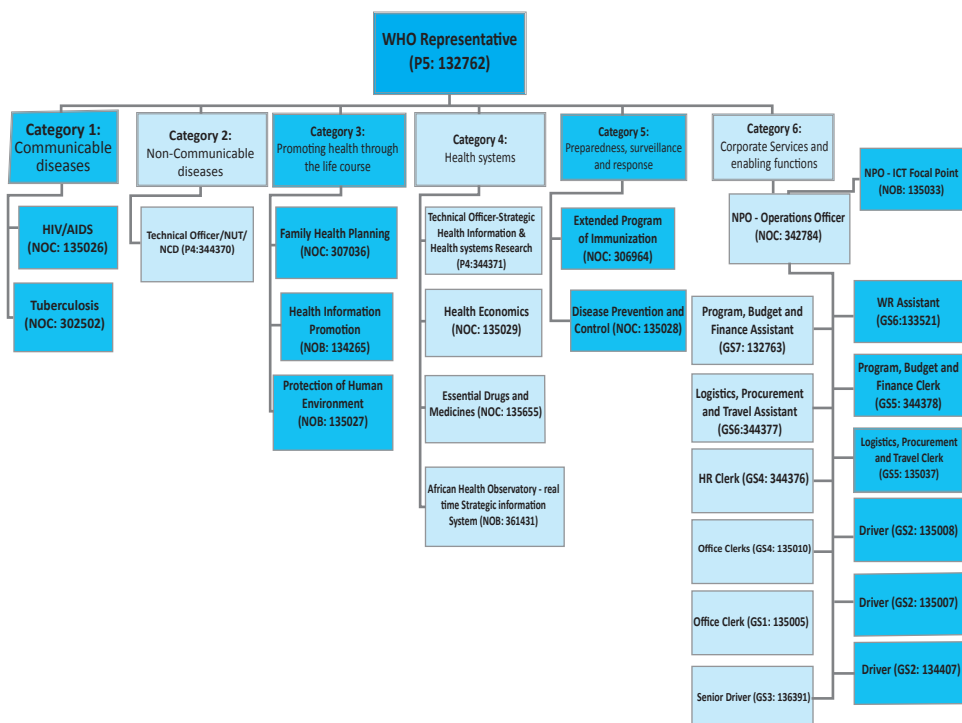 WHO Representative
(P5: 132762)
Category 1:
Communicable
diseases
Category 2:
Non-Communicable
diseases
Category 3:
Promoting health through
the life course
Category 4:
Health systems
Category 5:
Preparedness, surveillance
and response
Category 6:
Corporate Services and
enabling functions
NPO - ICT Focal Point
(NOB: 135033)
HIV/AIDS
(NOC: 135026)
Tuberculosis
(NOC: 302502)
Technical Officer/NUT/
NCD (P4:344370)
Family Health Planning
(NOC: 307036)
Health Information
Promotion
(NOB: 134265)
Protection of Human
Environment
(NOB: 135027)
Technical Officer-Strategic
Health Information &
Health systems Research
(P4:344371)
Health Economics
(NOC: 135029)
Essential Drugs and
Medicines (NOC: 135655)
African Health Observatory - real
time Strategic information
System (NOB: 361431)
Extended Program
of Immunization
(NOC: 306964)
Disease Prevention and
Control (NOC: 135028)
NPO - Operations Officer
(NOC: 342784)
Program, Budget and
Finance Assistant
(GS7: 132763)
Logistics, Procurement
and Travel Assistant
(GS6:344377)
HR Clerk (GS4: 344376)
Office Clerks (GS4: 135010)
Office Clerk (GS1: 135005)
Senior Driver (GS3: 136391)
WR Assistant
(GS6:133521)
Program, Budget and
Finance Clerk
(GS5: 344378)
Logistics, Procurement
and Travel Clerk
(GS5: 135037)
Driver (GS2: 135008)
Driver (GS2: 135007)
Driver (GS2: 134407)